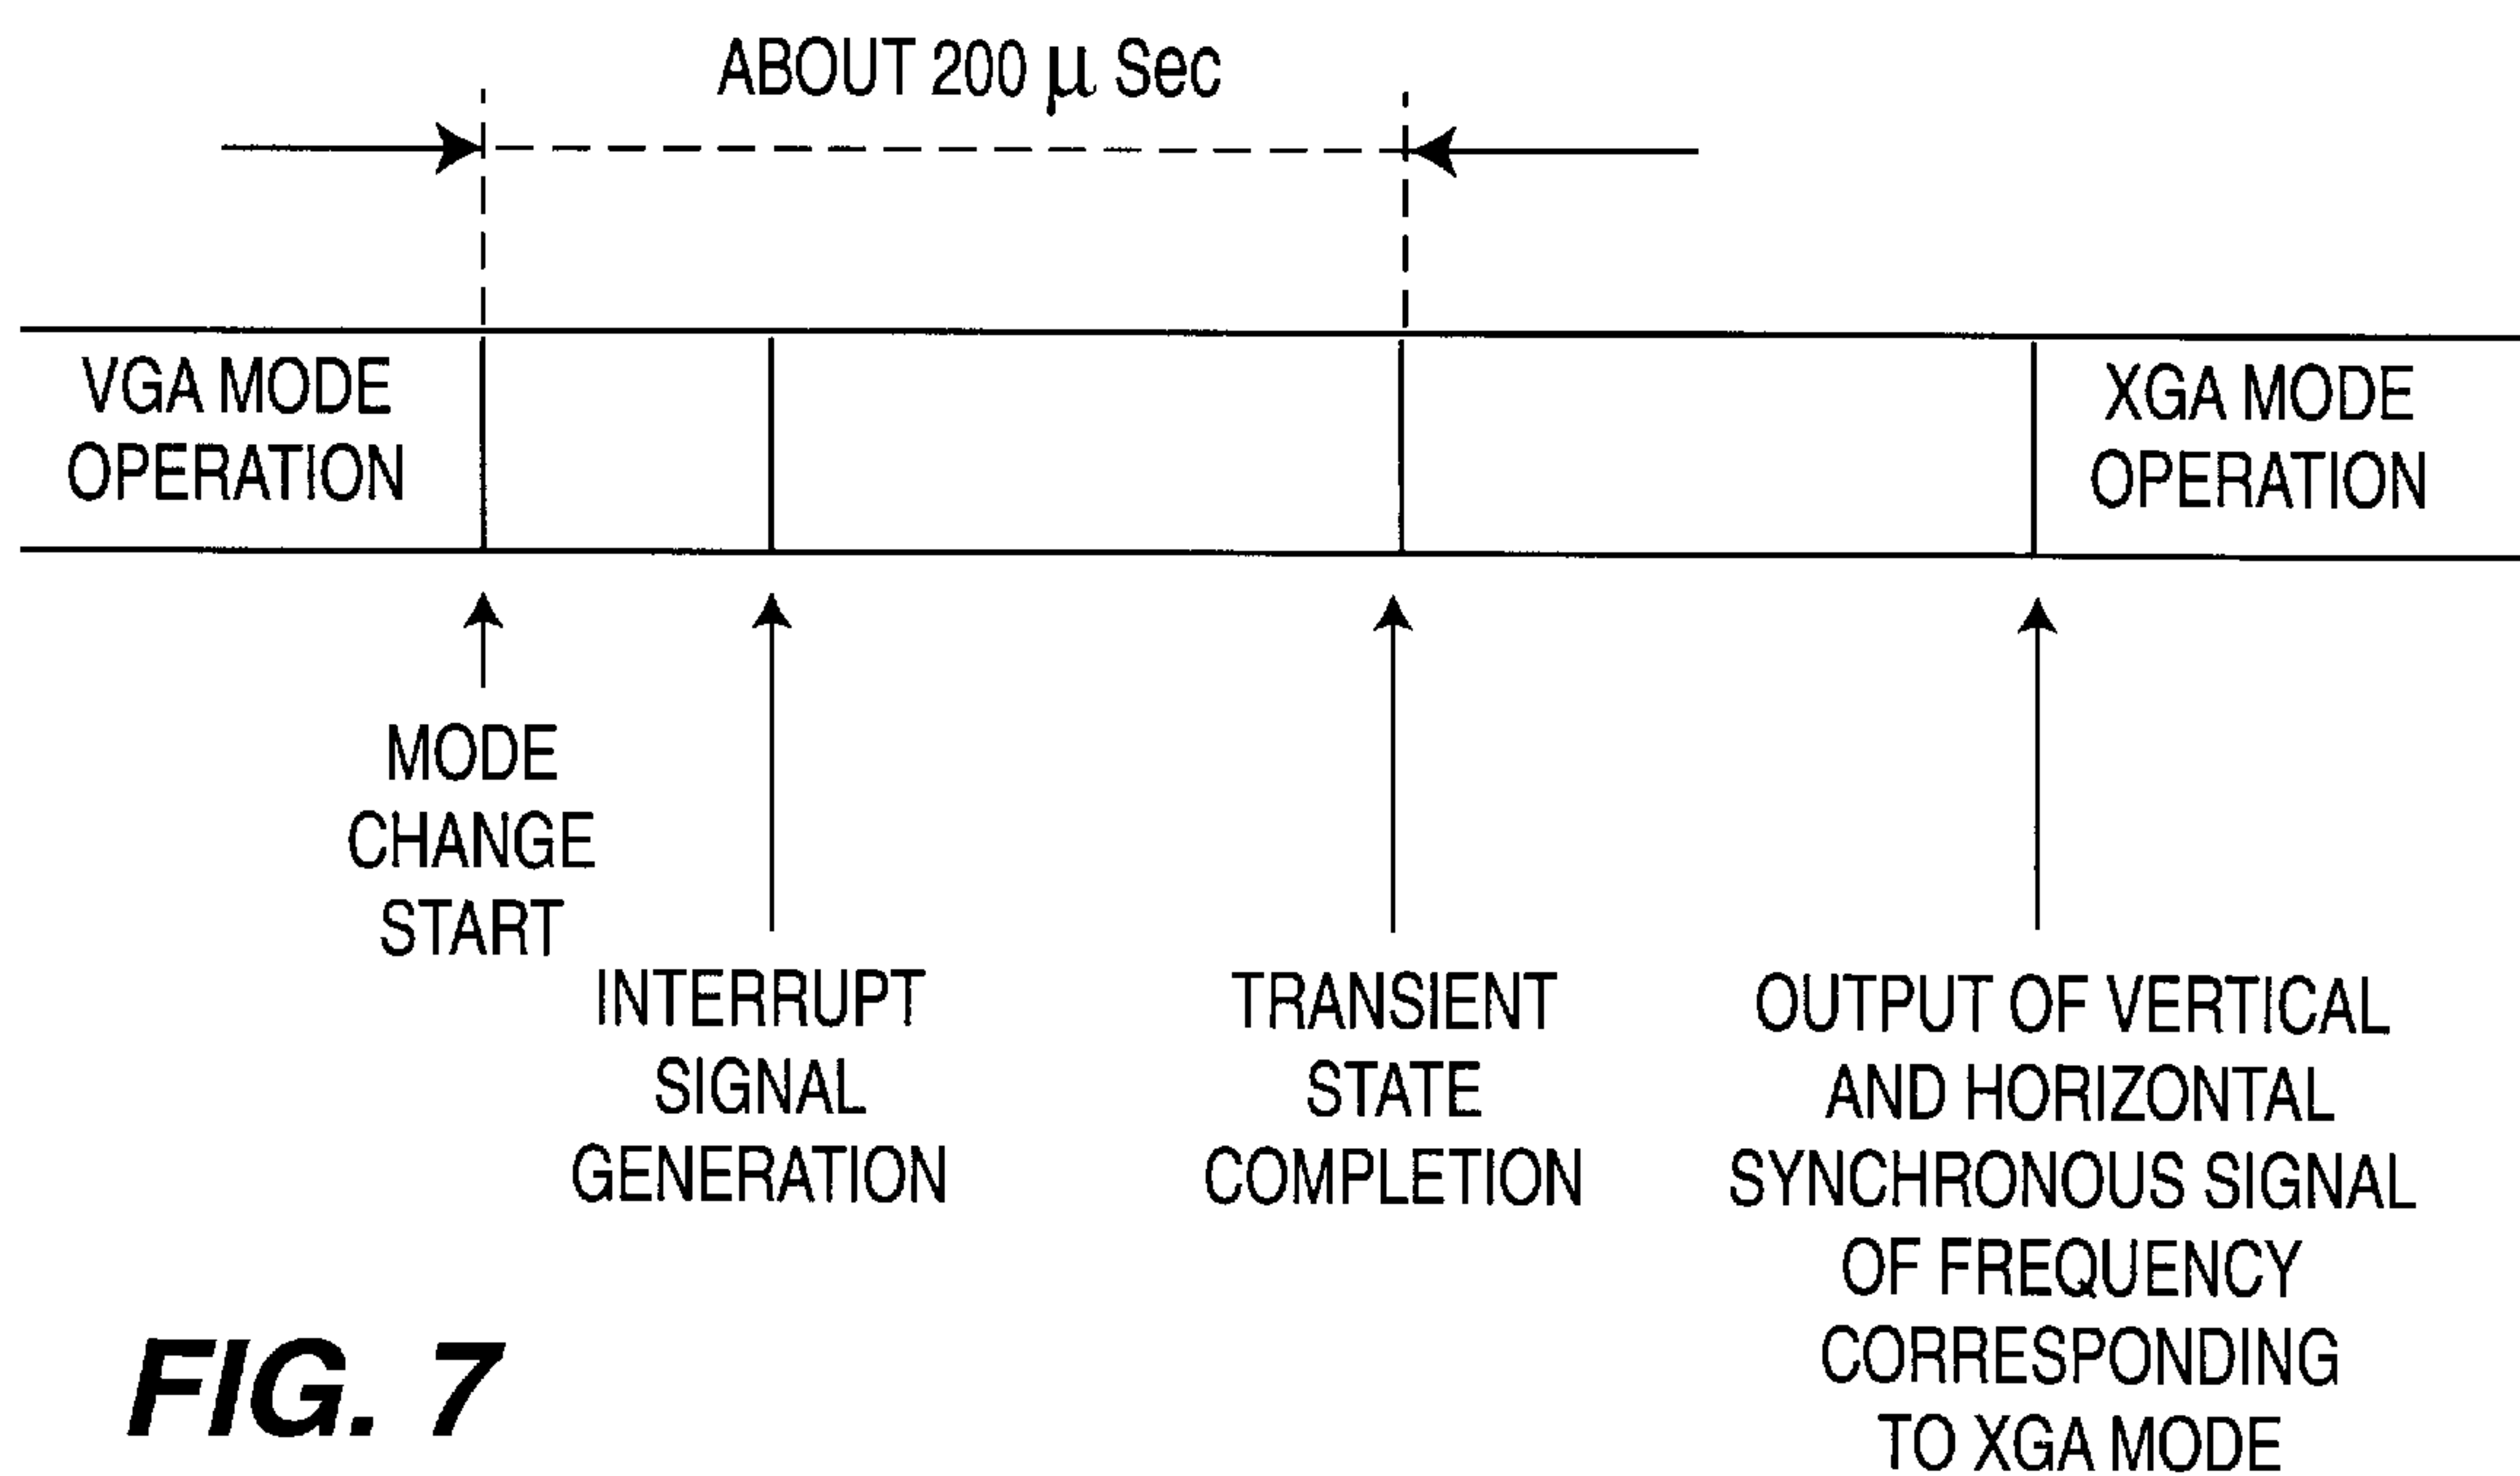 ABOUT 200 μ Sec
VGA MODE
OPERATION
XGA MODE
OPERATION
MODE
CHANGE
START
INTERRUPT
SIGNAL
GENERATION
TRANSIENT
STATE
COMPLETION
OUTPUT OF VERTICAL
AND HORIZONTAL
SYNCHRONOUS SIGNAL
OF FREQUENCY
CORRESPONDING
TO XGA MODE
FIG. 7